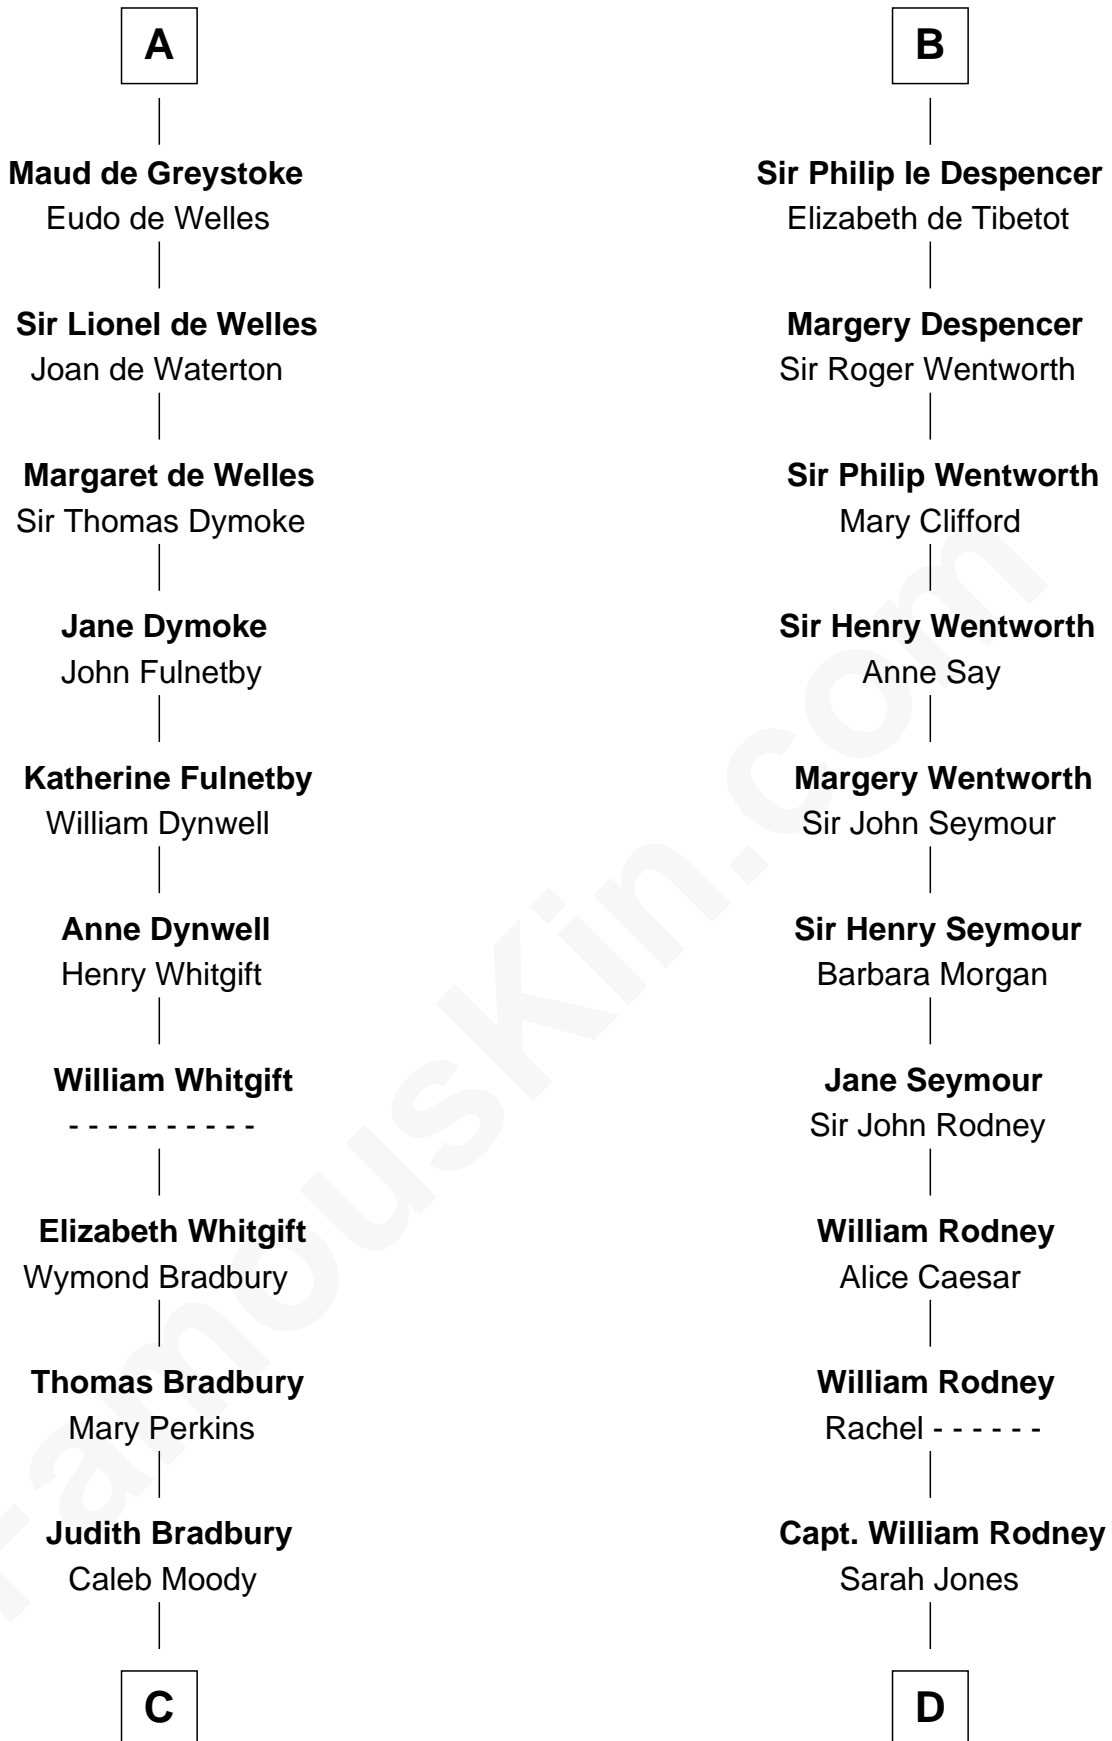 A
Maud de Greystoke
Eudo de Welles
Sir Lionel de Welles
Joan de Waterton
Margaret de Welles
Sir Thomas Dymoke
Jane Dymoke
John Fulnetby
Katherine Fulnetby
William Dynwell
Anne Dynwell
Henry Whitgift
William Whitgift
- - - - - - - - - -
Elizabeth Whitgift
Wymond Bradbury
Thomas Bradbury
Mary Perkins
Judith Bradbury
Caleb Moody
C
B
Sir Philip le Despencer
Elizabeth de Tibetot
Margery Despencer
Sir Roger Wentworth
Sir Philip Wentworth
Mary Clifford
Sir Henry Wentworth
Anne Say
Margery Wentworth
Sir John Seymour
Sir Henry Seymour
Barbara Morgan
Jane Seymour
Sir John Rodney
William Rodney
Alice Caesar
William Rodney
Rachel - - - - - -
Capt. William Rodney
Sarah Jones
D
FamousKin.com